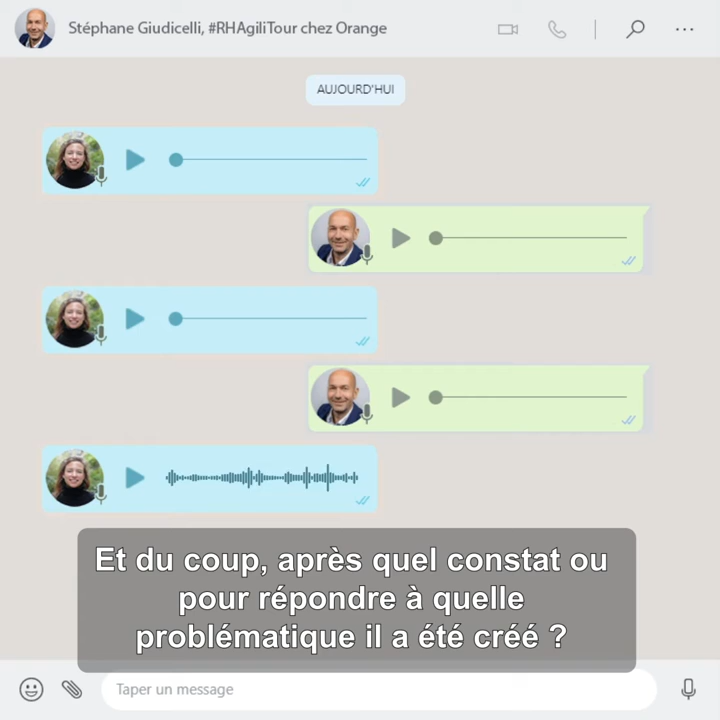 Stéphane Giudicelli, #RHAgiliTour chez Orange
AUJOURD'HUI
Et du coup, après quel constat ou
pour répondre à quelle
problématique il a été créé ?
Taper un message